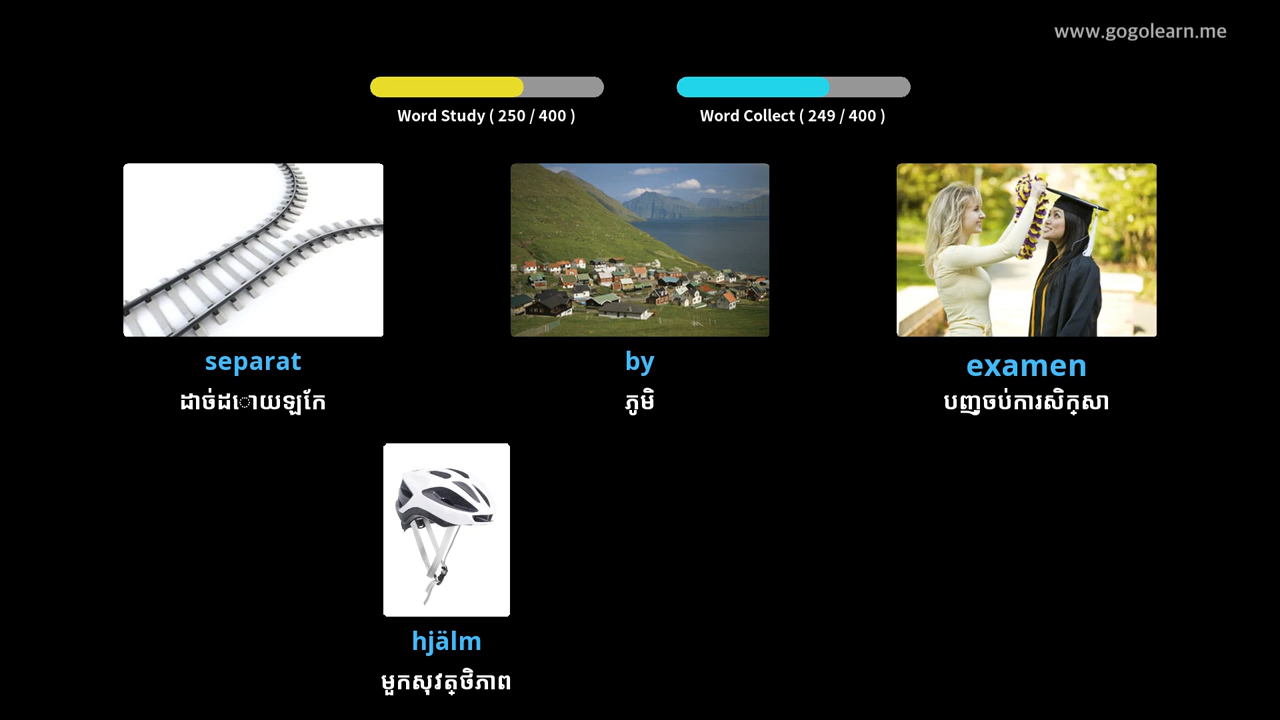 www.gogolearn.me
Word Study ( 250 / 400 )
Word Collect ( 249 / 400 )
separat
ដាច់ដោយឡកែ
by
ភូមិ
examen
បញ្ចប់ការសិក្សា
hjälm
មួកសុវត្ថិភាព